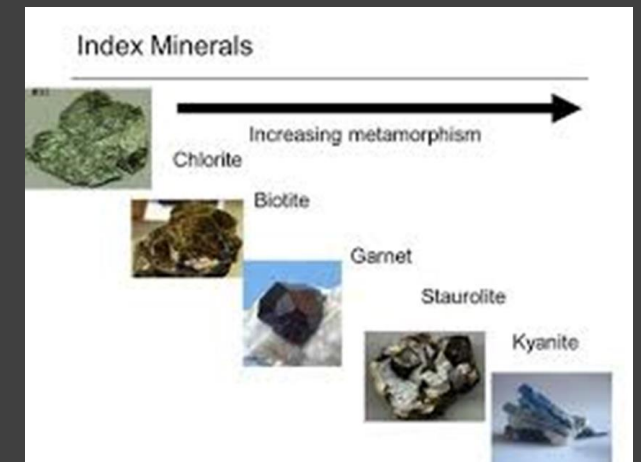 Index Minerals
Increasing metamorphism
Chlorite
Biotite
Garnet
Staurolite
Kyanite